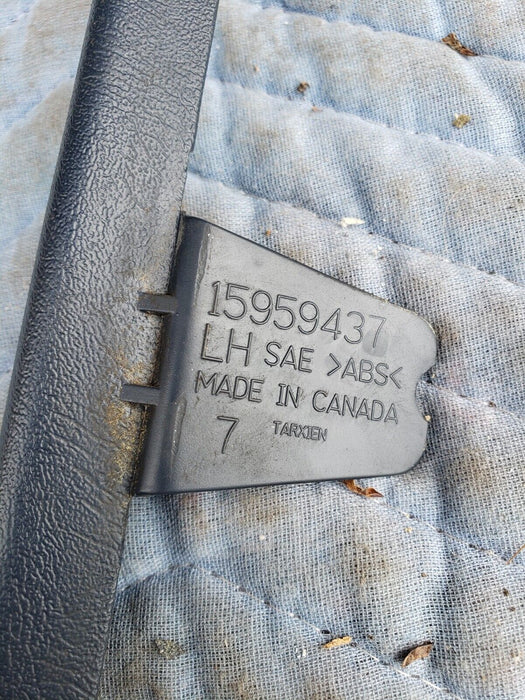 15959437
LH SAE >ABS<
MADE IN CANADA
7 TARXIEN